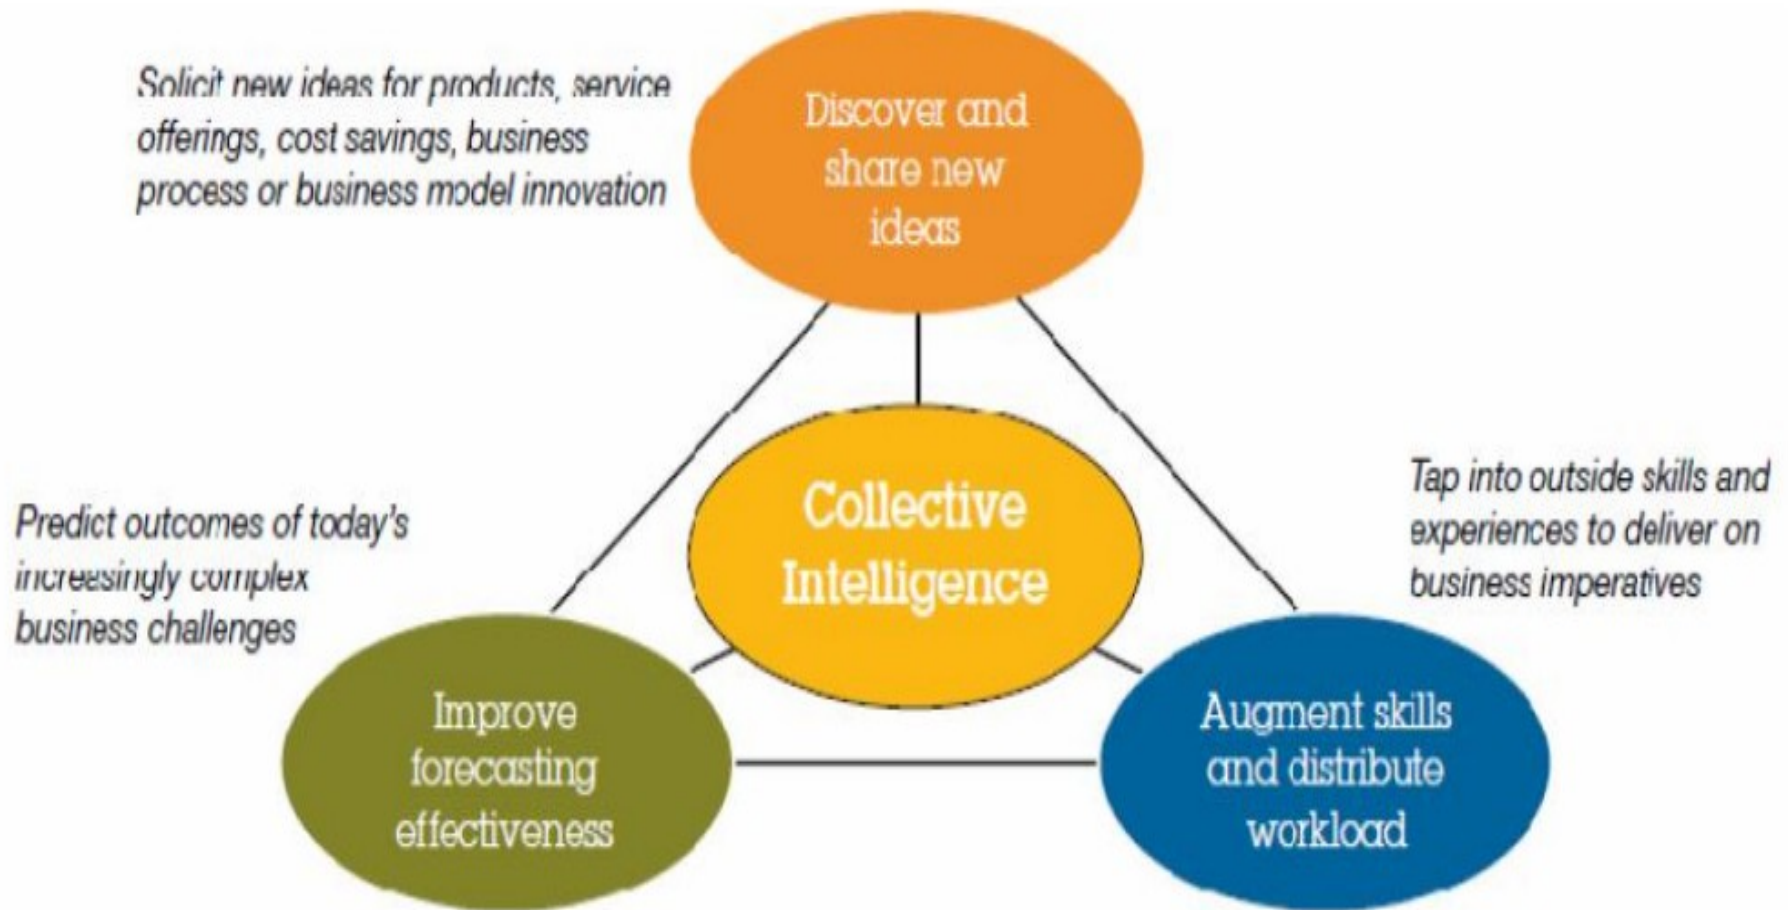 Solicit new ideas for products, service
offerings, cost savings, business
process or business model innovation
Discover and
share new
ideas
Collective
Intelligence
Predict outcomes of today's
increasingly complex
business challenges
Tap into outside skills and
experiences to deliver on
business imperatives
Improve
forecasting
effectiveness
Augment skills
and distribute
workload